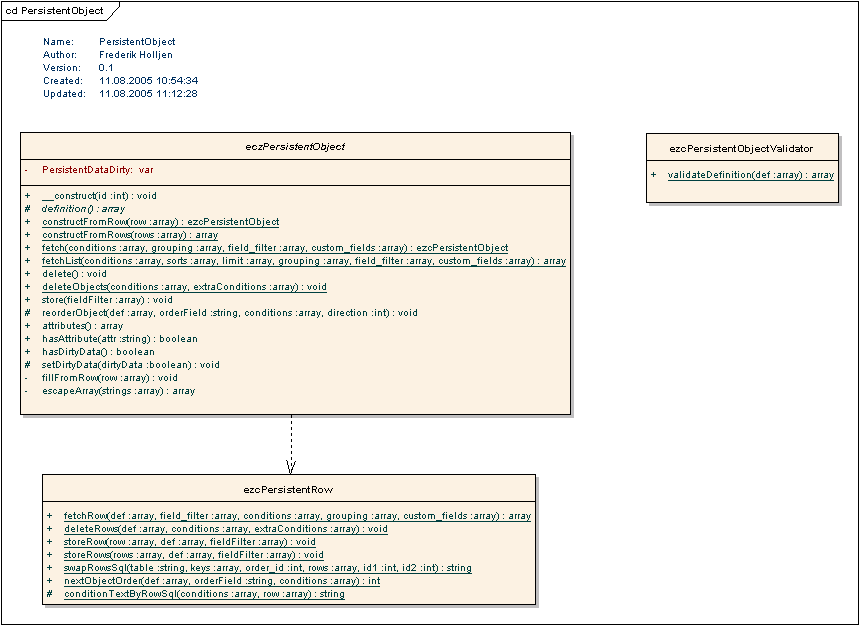 cd PersistentObject
Name: PersistentObject
Author: Frederik Holljen
Version: 0.1
Created: 11.08.2005 10:54:34
Updated: 11.08.2005 11:12:28
eczPersistentObject
- PersistentDataDirty: var
+ __construct(id :int) : void
# definition() : array
+ constructFromRow(row :array) : ezcPersistentObject
+ constructFromRows(rows :array) : array
+ fetch(conditions :array, grouping :array, field_filter :array, custom_fields :array) : ezcPersistentObject
+ fetchList(conditions :array, sorts :array, limit :array, grouping :array, field_filter :array, custom_fields :array) : array
+ delete() : void
+ deleteObjects(conditions :array, extraConditions :array) : void
+ store(fieldFilter :array) : void
# reorderObject(def :array, orderField :string, conditions :array, direction :int) : void
+ attributes() : array
+ hasAttribute(attr :string) : boolean
+ hasDirtyData() : boolean
# setDirtyData(dirtyData :boolean) : void
- fillFromRow(row :array) : void
- escapeArray(strings :array) : array
ezcPersistentObjectValidator
+ validateDefinition(def :array) : array
ezcPersistentRow
+ fetchRow(def :array, field_filter :array, conditions :array, grouping :array, custom_fields :array) : array
+ deleteRows(def :array, conditions :array, extraConditions :array) : void
+ storeRow(row :array, def :array, fieldFilter :array) : void
+ storeRows(rows :array, def :array, fieldFilter :array) : void
+ swapRowsSql(table :string, keys :array, order_id :int, rows :array, id1 :int, id2 :int) : string
+ nextObjectOrder(def :array, orderField :string, conditions :array) : int
# conditionTextByRowSql(conditions :array, row :array) : string